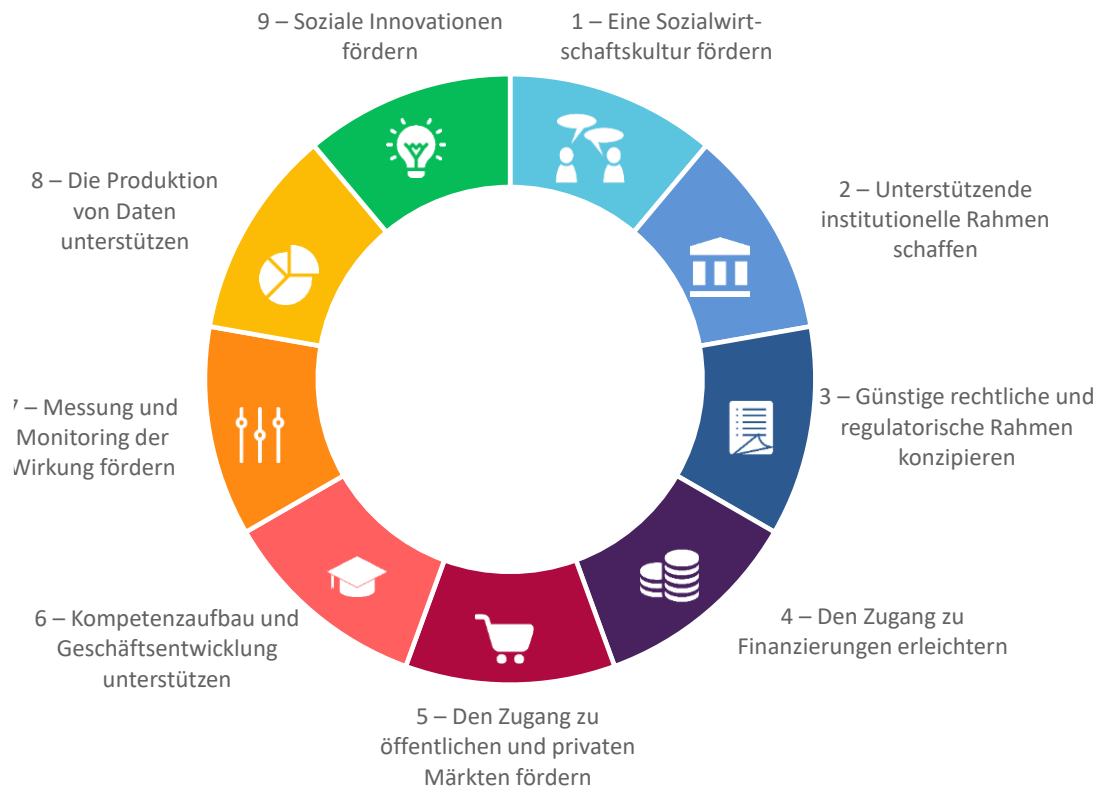 9 – Soziale Innovationen
fördern
1 – Eine Sozialwirt-
schaftskultur fördern
2 – Unterstützende
institutionelle Rahmen
schaffen
3 – Günstige rechtliche und
regulatorische Rahmen
konzipieren
4 – Den Zugang zu
Finanzierungen erleichtern
5 – Den Zugang zu
öffentlichen und privaten
Märkten fördern
6 – Kompetenzaufbau und
Geschäftsentwicklung
unterstützen
7 – Messung und
Monitoring der
Wirkung fördern
8 – Die Produktion
von Daten
unterstützen